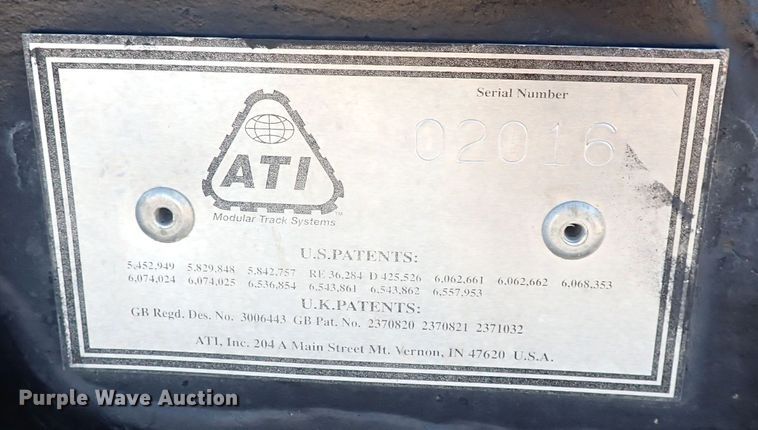 Serial Number
02016
ATI
Modular Track Systems™
U.S.PATENTS:
5,452,949 5,829,848 5,842,757 RE 36,284 D 425,526 6,062,661 6,062,662 6,068,353
6,074,024 6,074,025 6,536,854 6,543,861 6,543,862 6,557,953
U.K.PATENTS:
GB Regd. Des. No. 3006443 GB Pat. No. 2370820 2370821 2371032
ATI, Inc. 204 A Main Street Mt. Vernon, IN 47620 U.S.A.
Purple Wave Auction